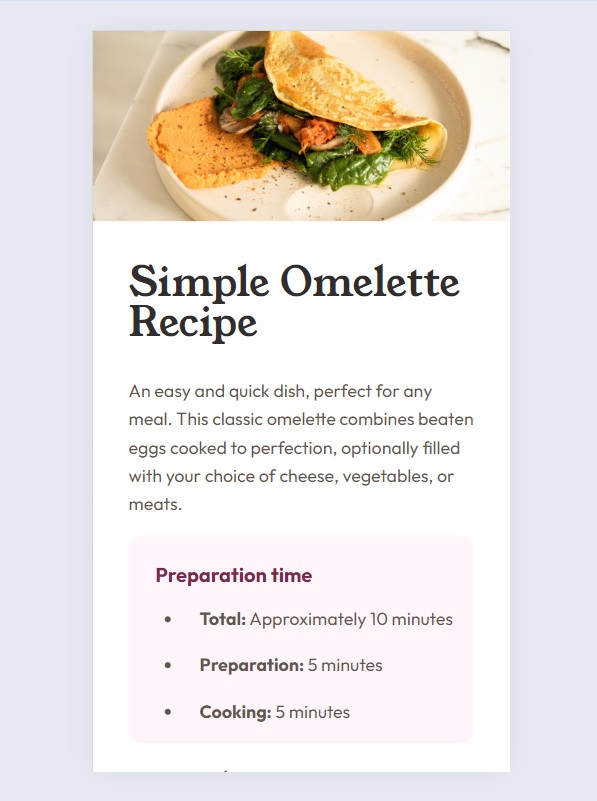 Simple Omelette
Recipe
An easy and quick dish, perfect for any
meal. This classic omelette combines beaten
eggs cooked to perfection, optionally filled
with your choice of cheese, vegetables, or
meats.
Preparation time
• Total: Approximately 10 minutes
• Preparation: 5 minutes
• Cooking: 5 minutes